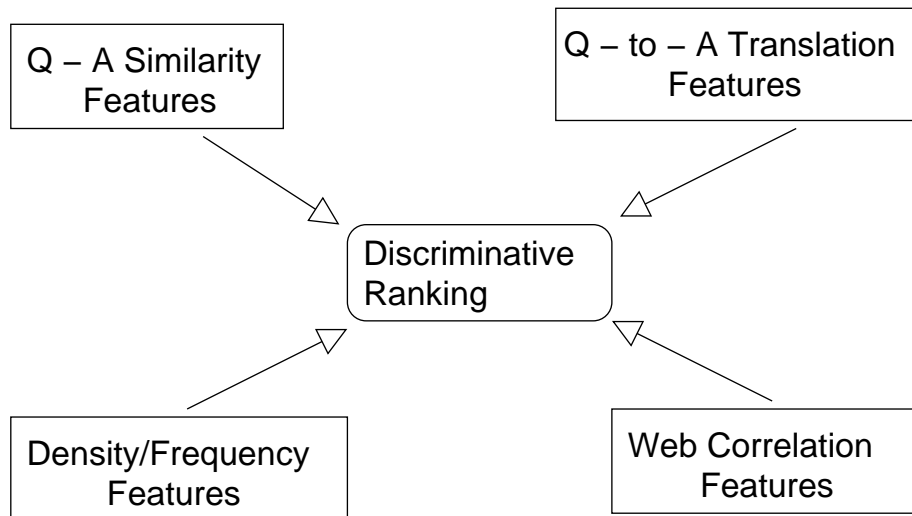 Q – A Similarity
Features
Q – to – A Translation
Features
Discriminative
Ranking
Density/Frequency
Features
Web Correlation
Features